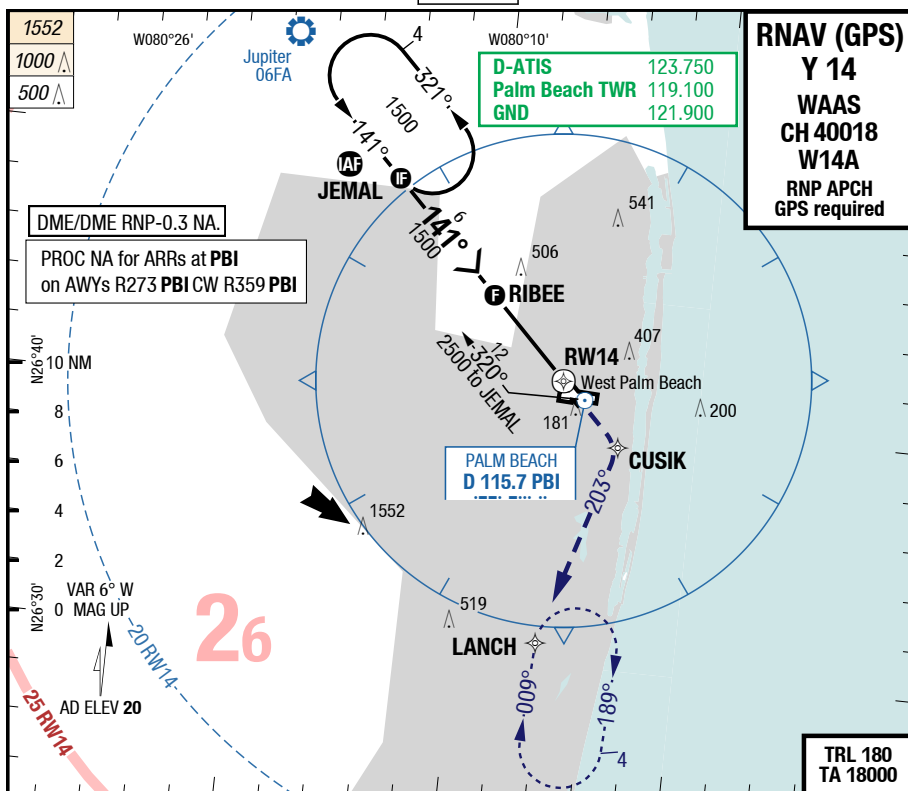 1552
1000
500
W080°26'
Jupiter
06FA
4
W080°10'
D-ATIS 123.750
Palm Beach TWR 119.100
GND 121.900
RNAV (GPS)
Y 14
WAAS
CH 40018
W14A
RNP APCH
GPS required
321°
1500
141°
IAF
IF
JEMAL
DME/DME RNP-0.3 NA.
PROC NA for ARRs at PBI
on AWYs R273 PBI CW R359 PBI
6
141°
1500
541
506
F RIBEE
N26°40'
10 NM
8
6
4
2
0
N26°30'
12
320°
2500 to JEMAL
407
RW14
West Palm Beach
181
200
CUSIK
PALM BEACH
D 115.7 PBI
203°
1552
VAR 6° W
MAG UP
26
20 RW14
519
LANCH
009°
189°
4
AD ELEV 20
25 RW14
TRL 180
TA 18000